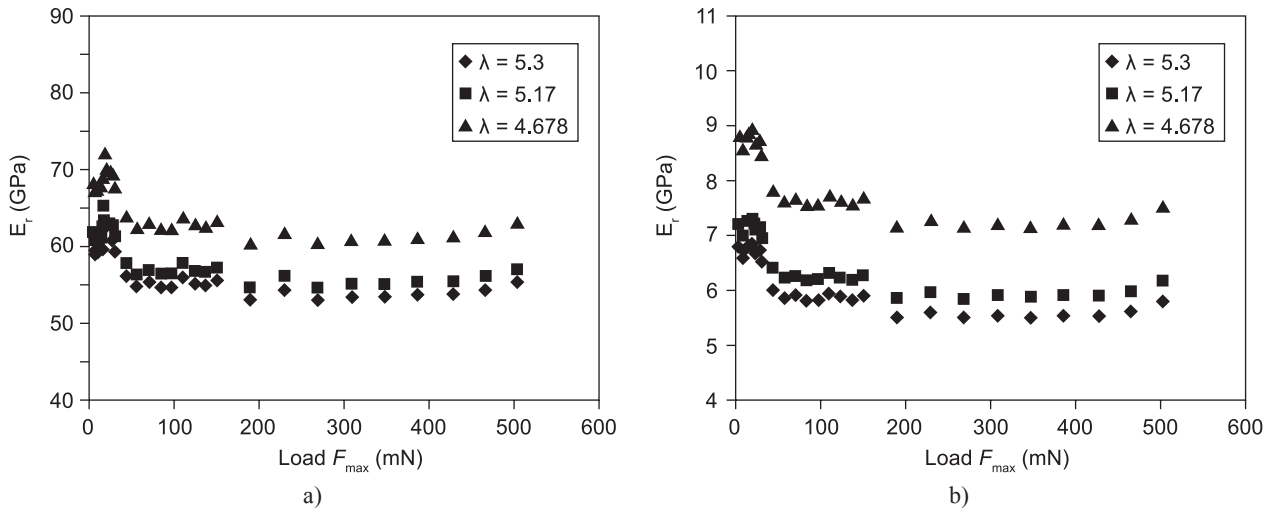 90
80
70
60
50
40
E_r (GPa)
λ = 5.3
λ = 5.17
λ = 4.678
0 100 200 300 400 500 600
Load F_max (mN)
a)
11
10
9
8
7
6
5
4
E_r (GPa)
λ = 5.3
λ = 5.17
λ = 4.678
0 100 200 300 400 500 600
Load F_max (mN)
b)